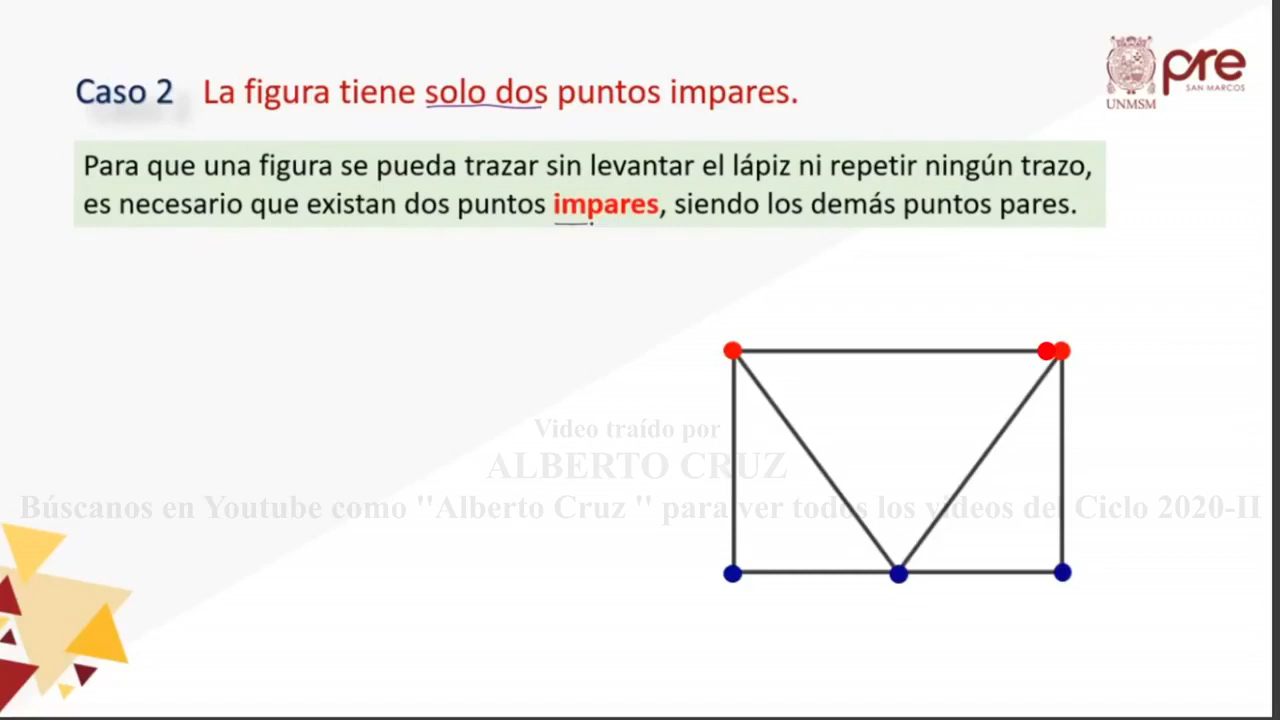 Caso 2 La figura tiene solo dos puntos impares.
pre
SAN MARCOS
UNMSM
Para que una figura se pueda trazar sin levantar el lápiz ni repetir ningún trazo,
es necesario que existan dos puntos impares, siendo los demás puntos pares.
Video traído por
ALBERTO CRUZ
Búscanos en Youtube como "Alberto Cruz " para ver todos los videos del Ciclo 2020-II